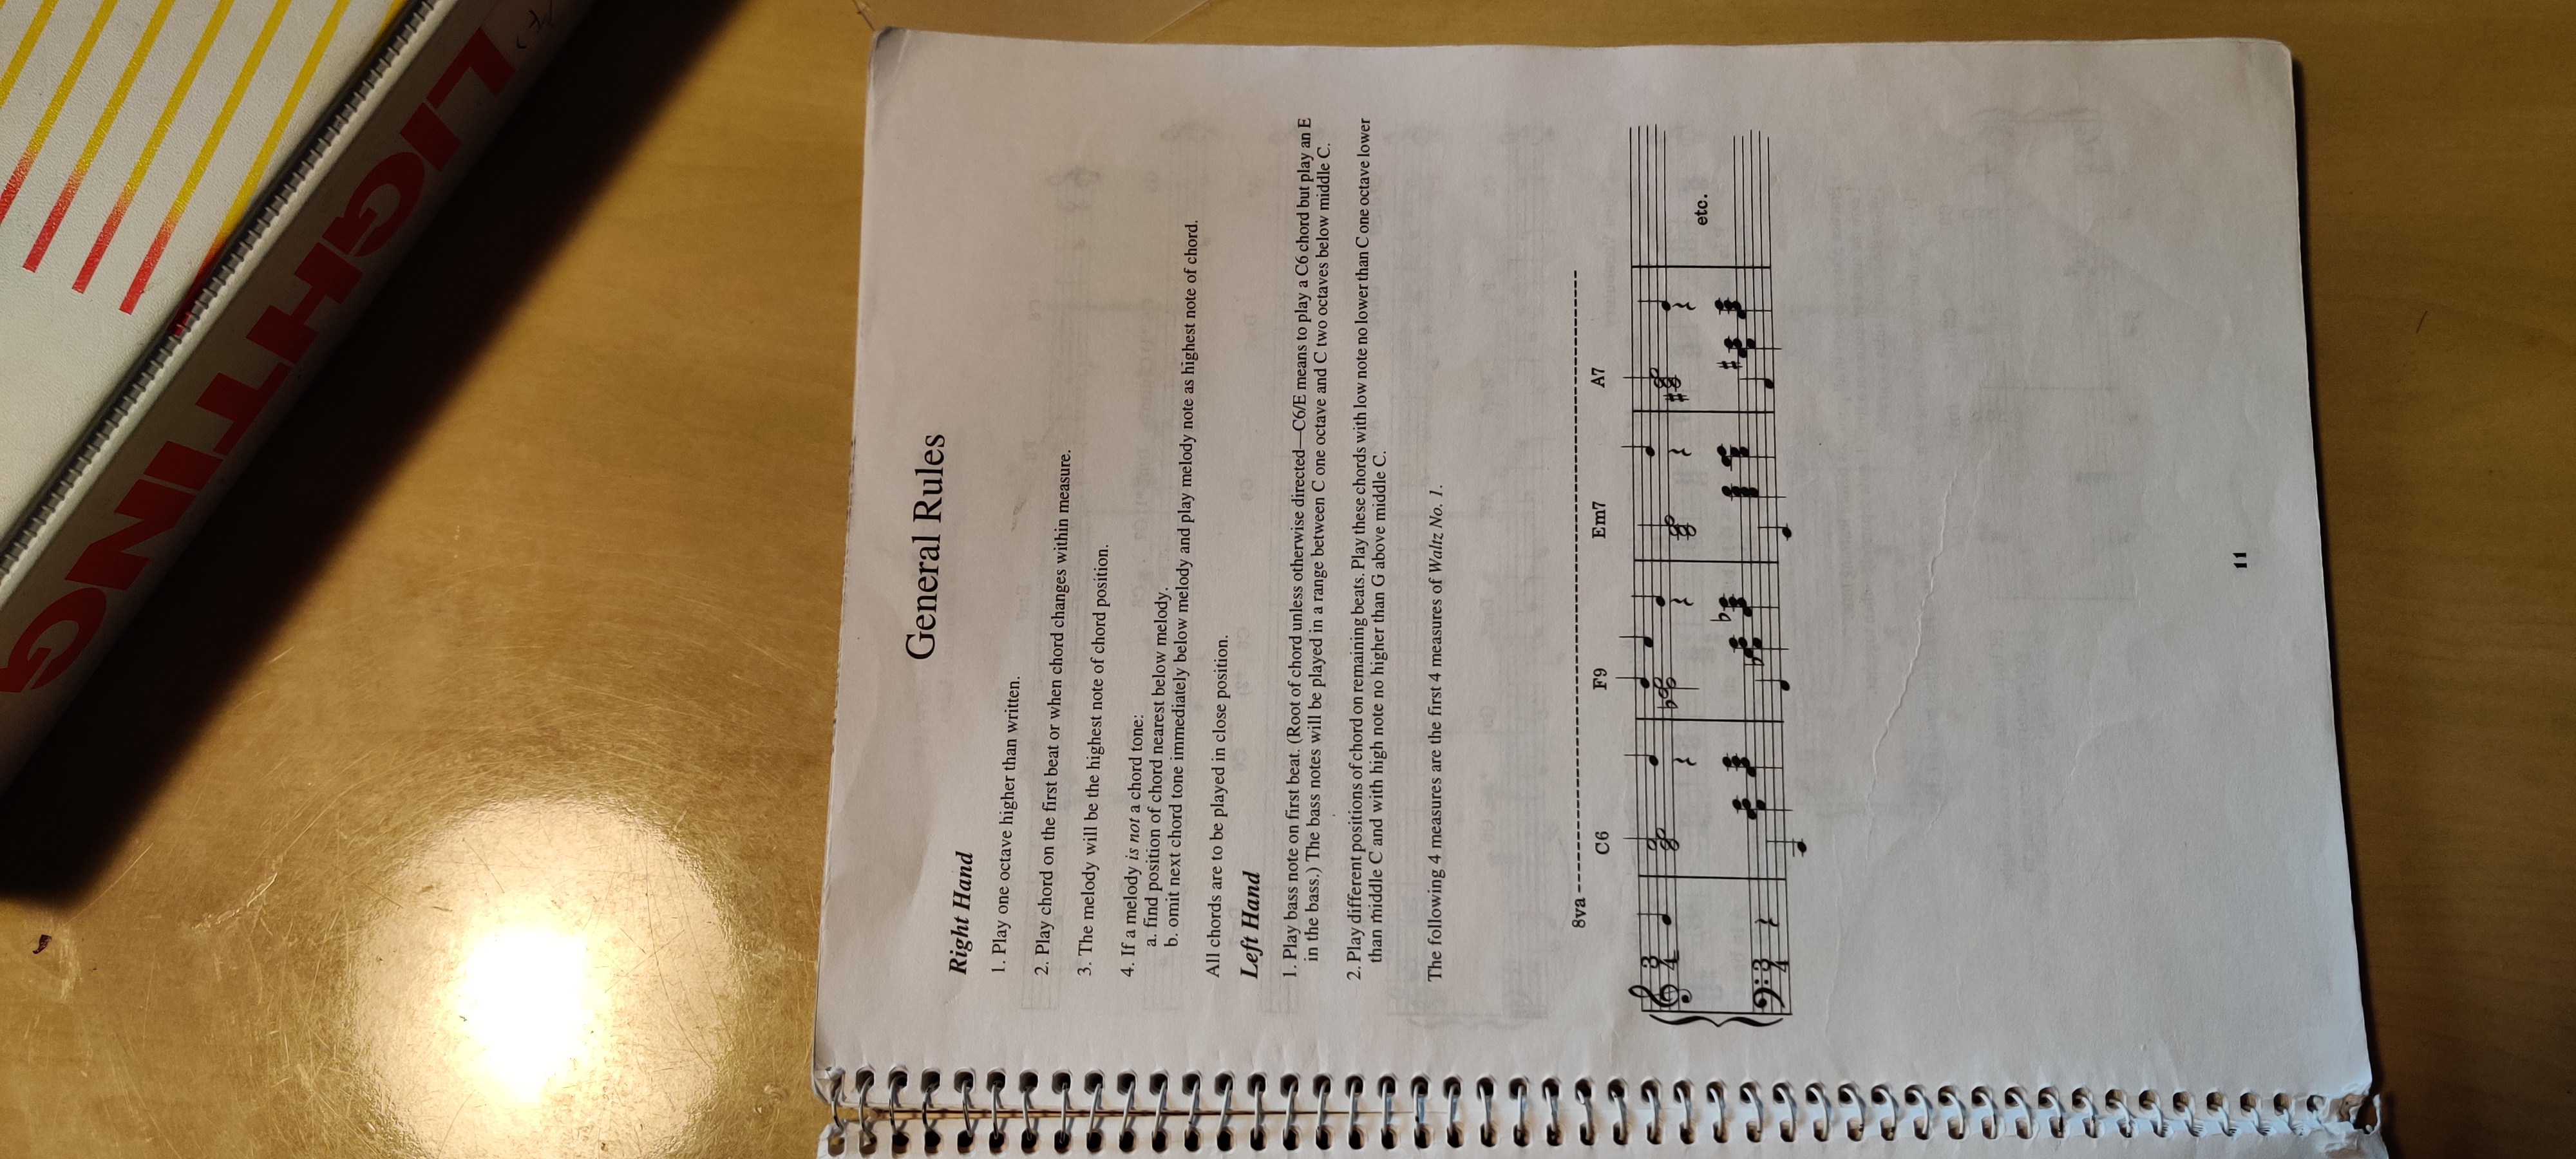 LIGHTING
General Rules
Right Hand
1. Play one octave higher than written.
2. Play chord on the first beat or when chord changes within measure.
3. The melody will be the highest note of chord position.
4. If a melody is not a chord tone:
a. find position of chord nearest below melody.
b. omit next chord tone immediately below melody and play melody note as highest note of chord.
All chords are to be played in close position.
Left Hand
1. Play bass note on first beat. (Root of chord unless otherwise directed—C6/E means to play a C6 chord but play an E
in the bass.) The bass notes will be played in a range between C one octave and C two octaves below middle C.
2. Play different positions of chord on remaining beats. Play these chords with low note no lower than C one octave lower
than middle C and with high note no higher than G above middle C.
The following 4 measures are the first 4 measures of Waltz No. 1.
8va
C6 F9 Em7 A7
3 4
3 4
etc.
11